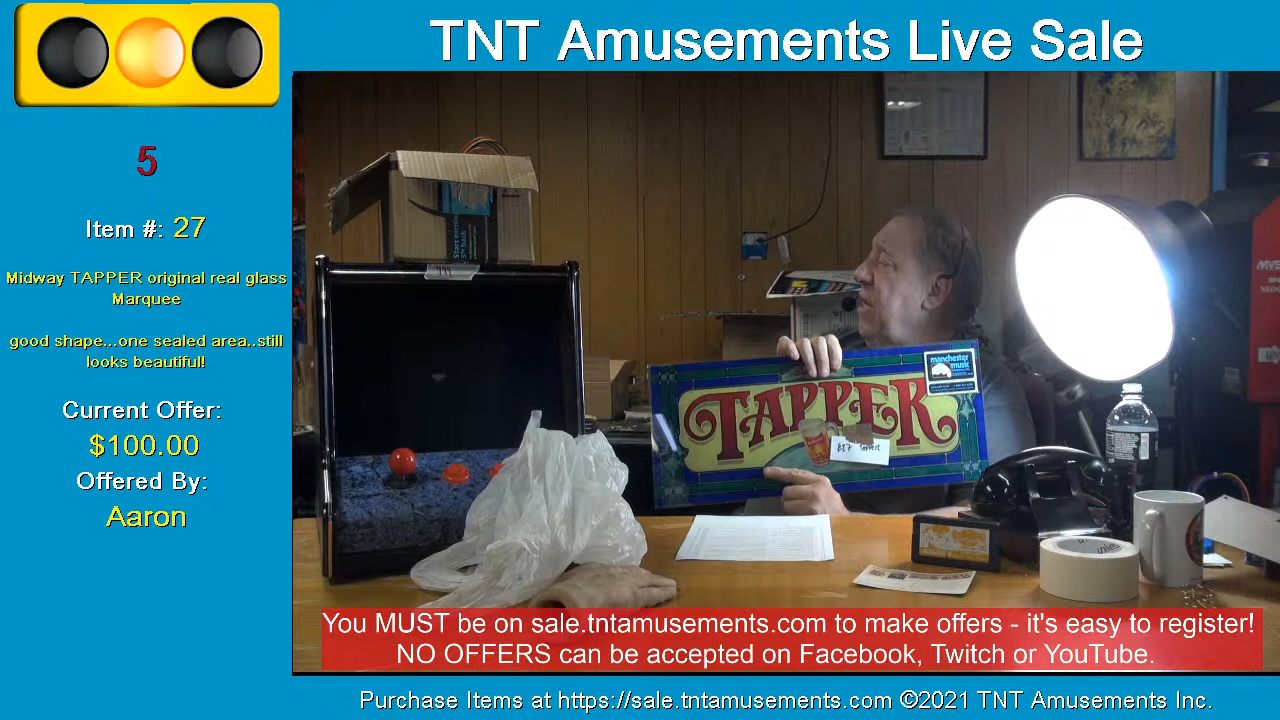 TNT Amusements Live Sale
5
Item #: 27
Midway TAPPER original real glass
Marquee
good shape...one sealed area..still
looks beautiful!
Current Offer:
$100.00
Offered By:
Aaron
manchester
music
TAPPER
B27 TAPPER
You MUST be on sale.tntamusements.com to make offers - it's easy to register!
NO OFFERS can be accepted on Facebook, Twitch or YouTube.
Purchase Items at https://sale.tntamusements.com ©2021 TNT Amusements Inc.